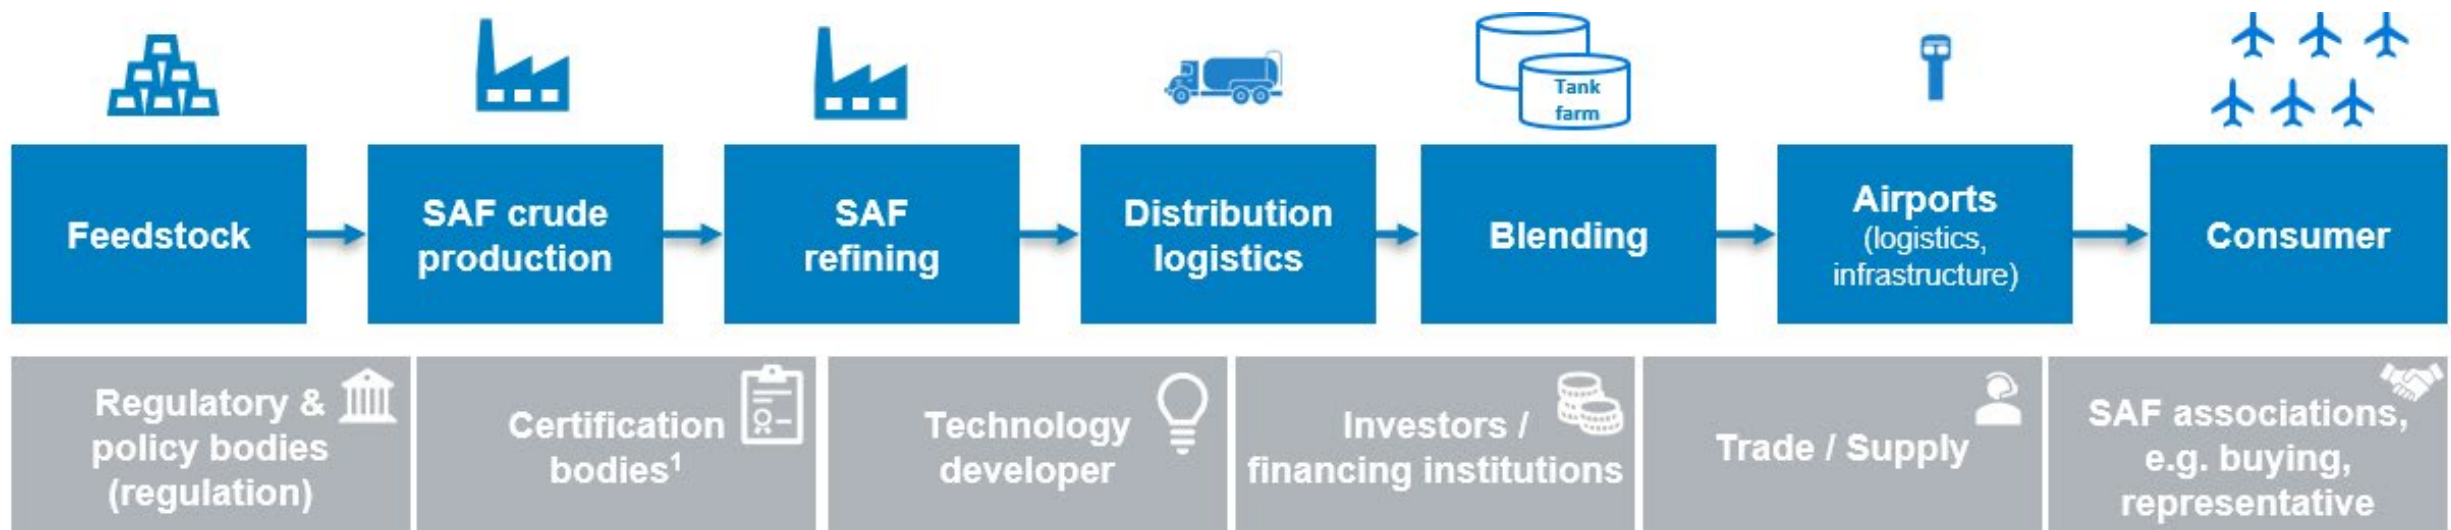 Tank
farm
Feedstock
SAF crude
production
SAF
refining
Distribution
logistics
Blending
Airports
(logistics,
infrastructure)
Consumer
Regulatory &
policy bodies
(regulation)
Certification
bodies¹
Technology
developer
Investors /
financing institutions
Trade / Supply
SAF associations,
e.g. buying,
representative